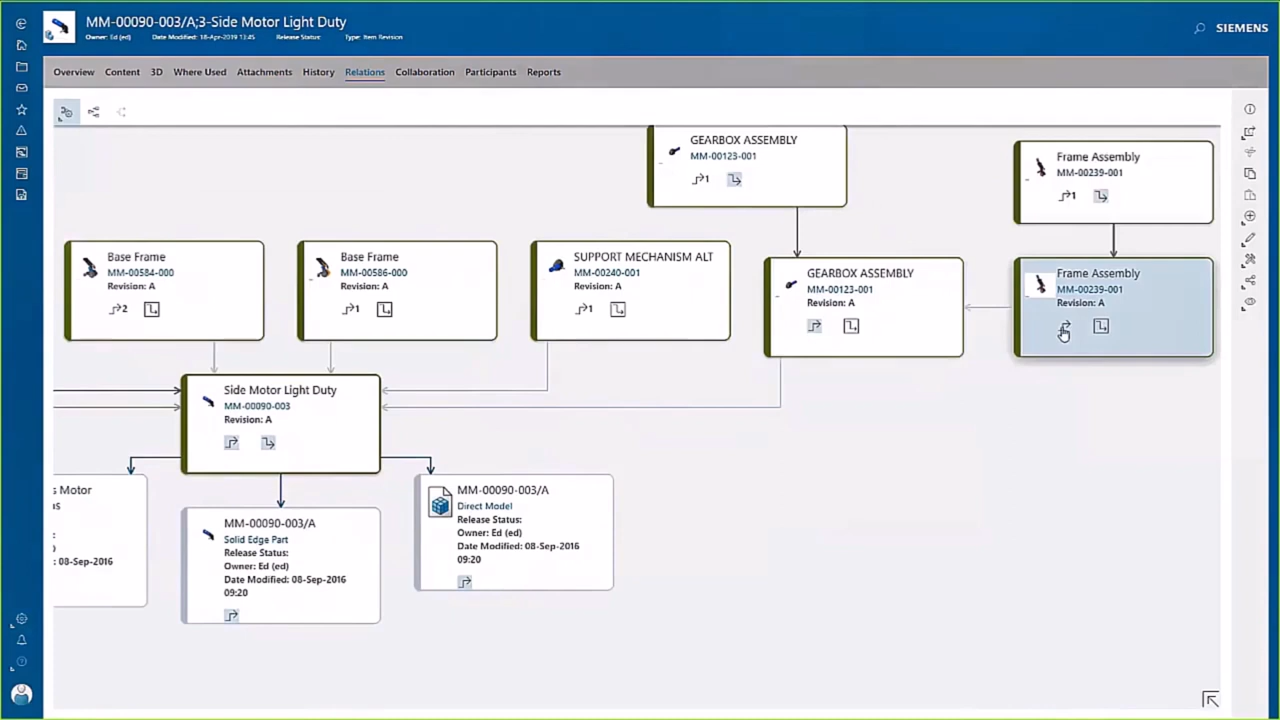 MM-00090-003/A;3-Side Motor Light Duty
Owner: Ed (ed) Date Modified: 18-Apr-2019 13:45 Release Status: Type: Item Revision
SIEMENS
Overview Content 3D Where Used Attachments History Relations Collaboration Participants Reports
GEARBOX ASSEMBLY
MM-00123-001
1
Frame Assembly
MM-00239-001
1
Base Frame
MM-00584-000
Revision: A
2
Base Frame
MM-00586-000
Revision: A
1
SUPPORT MECHANISM ALT
MM-00240-001
Revision: A
1
GEARBOX ASSEMBLY
MM-00123-001
Revision: A
Frame Assembly
MM-00239-001
Revision: A
Side Motor Light Duty
MM-00090-003
Revision: A
s Motor
as
:
: 08-Sep-2016
MM-00090-003/A
Solid Edge Part
Release Status:
Owner: Ed (ed)
Date Modified: 08-Sep-2016
09:20
MM-00090-003/A
Direct Model
Release Status:
Owner: Ed (ed)
Date Modified: 08-Sep-2016
09:20